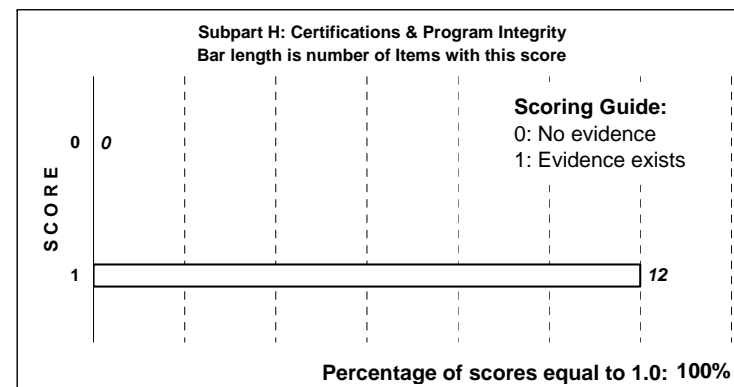 Subpart H: Certifications & Program Integrity
Bar length is number of Items with this score
Scoring Guide:
0: No evidence
1: Evidence exists
SCORE
0 0
1 12
Percentage of scores equal to 1.0: 100%